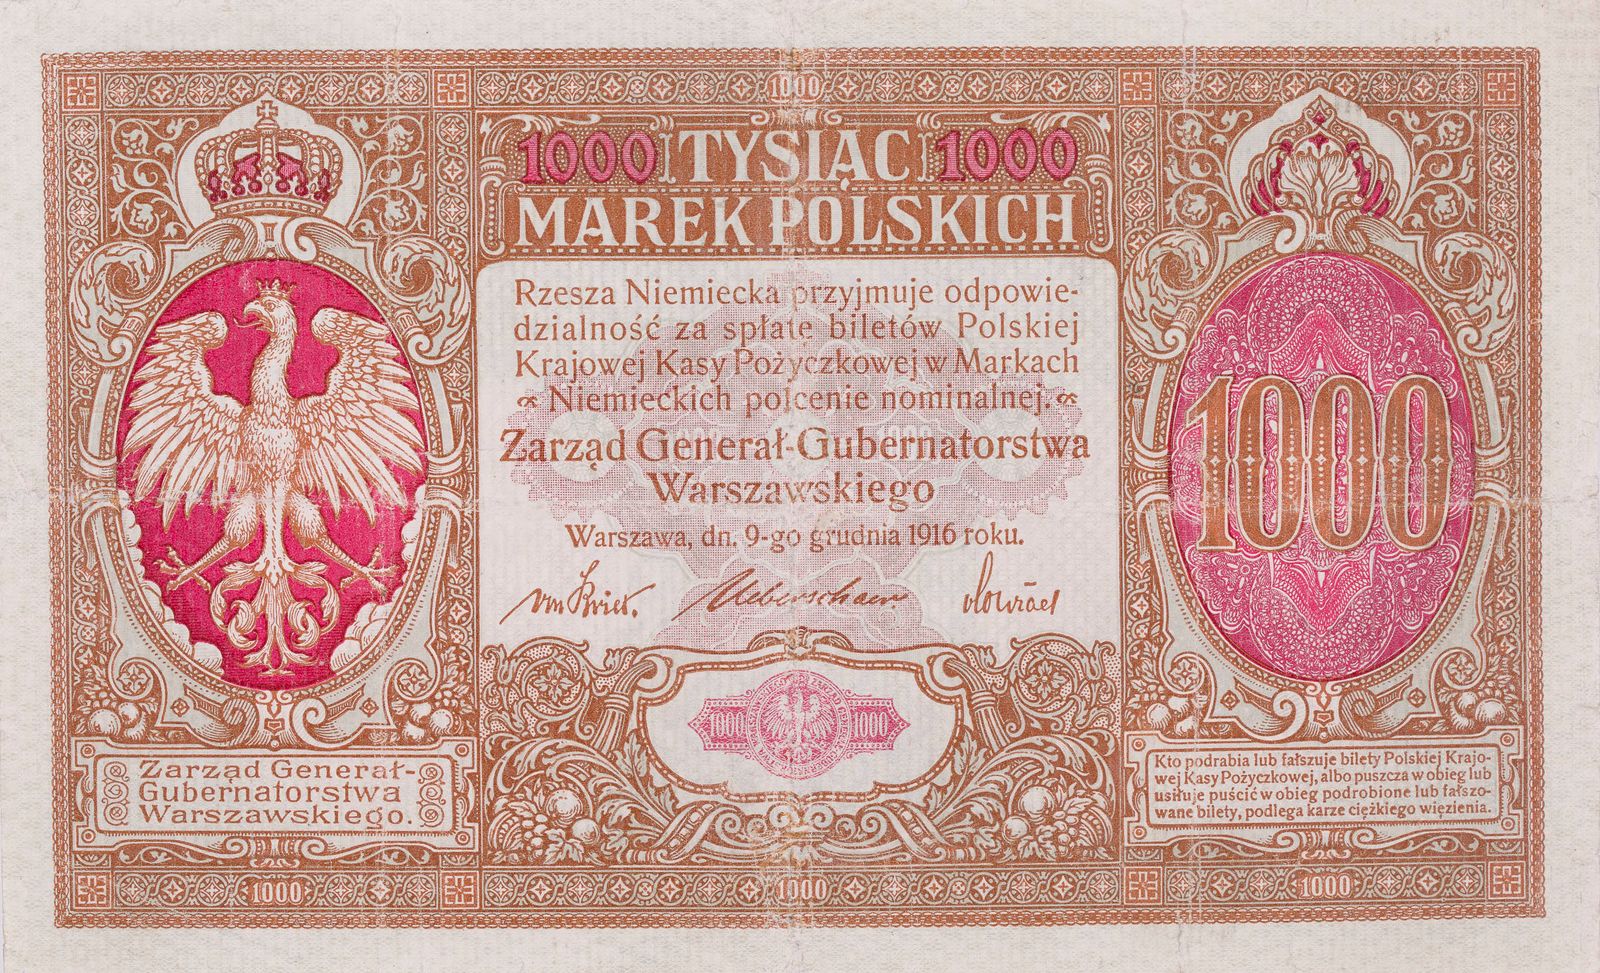 1000
1000 TYSIĄC 1000
MAREK POLSKICH
Rzesza Niemiecka przyjmuje odpowie-
dzialność za spłatę biletów Polskiej
Krajowej Kasy Pożyczkowej w Markach
Niemieckich po cenie nominalnej.
Zarząd Generał-Gubernatorstwa
Warszawskiego
Warszawa, dn. 9-go grudnia 1916 roku.
1000
1000 1000
Zarząd Generał-
Gubernatorstwa
Warszawskiego.
Kto podrabia lub fałszuje bilety Polskiej Krajo-
wej Kasy Pożyczkowej, albo puszcza w obieg lub
usiłuje puścić w obieg podrobione lub fałszo-
wane bilety, podlega karze ciężkiego więzienia.
1000 1000 1000